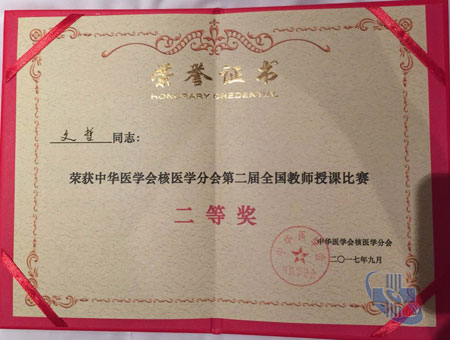 荣誉证书
HONORARY CREDENTIAL
文哲 同志：
荣获中华医学会核医学分会第二届全国教师授课比赛
二等奖
中华医学会核医学分会
二〇一七年九月